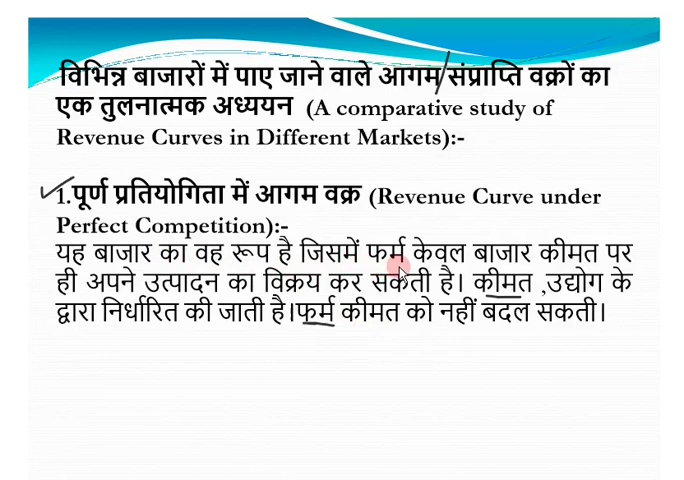 विभिन्न बाजारों में पाए जाने वाले आगम/संप्राप्ति वक्रों का
एक तुलनात्मक अध्ययन (A comparative study of
Revenue Curves in Different Markets):-
1.पूर्ण प्रतियोगिता में आगम वक्र (Revenue Curve under
Perfect Competition):-
यह बाजार का वह रूप है जिसमें फर्म केवल बाजार कीमत पर
ही अपने उत्पादन का विक्रय कर सकती है। कीमत ,उद्योग के
द्वारा निर्धारित की जाती है।फर्म कीमत को नहीं बदल सकती।